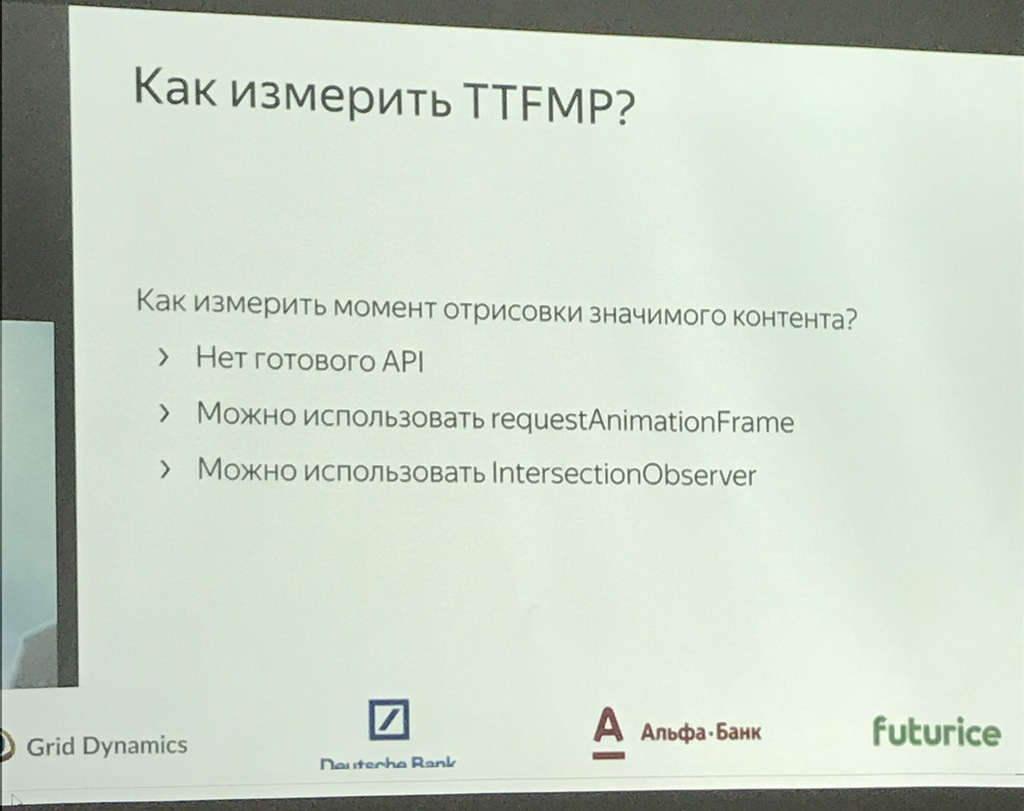 Как измерить TTFMP?
Как измерить момент отрисовки значимого контента?
› Нет готового API
› Можно использовать requestAnimationFrame
› Можно использовать IntersectionObserver
Grid Dynamics
Deutsche Bank
А Альфа·Банк
futurice